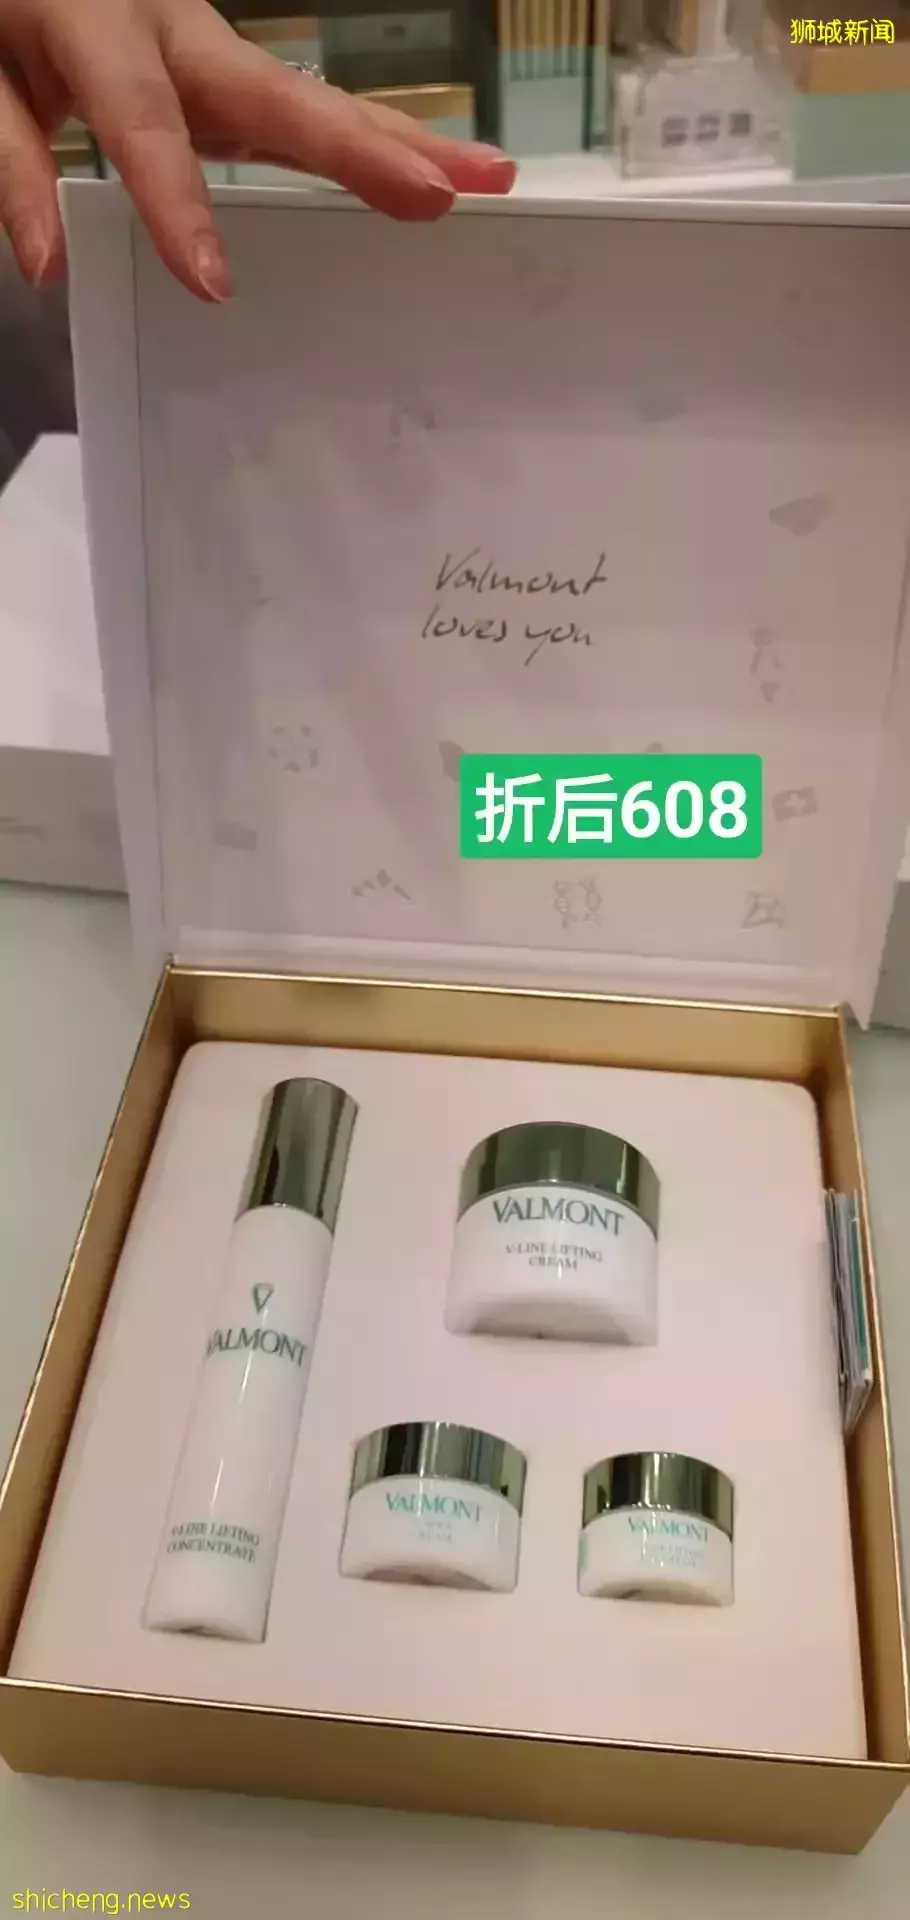 狮城新闻
Valmont
loves you
折后608
VALMONT
V-LINE LIFTING
CREAM
V
VALMONT
V-LINE LIFTING
CONCENTRATE
VALMONT
VALMONT
shicheng.news